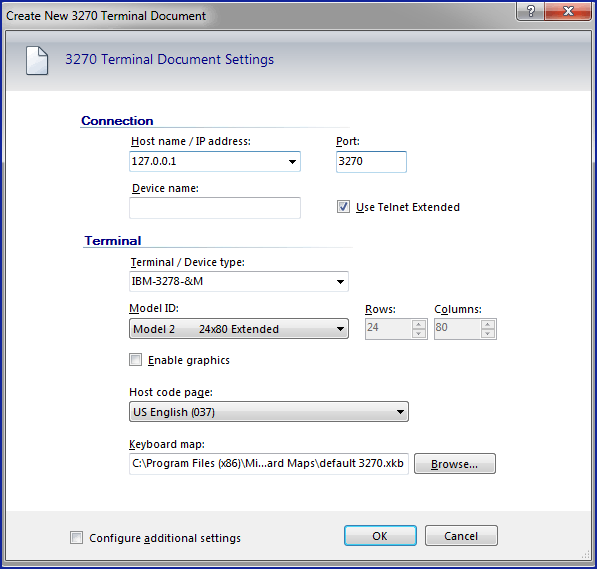 Create New 3270 Terminal Document
3270 Terminal Document Settings
Connection
Host name / IP address: Port:
127.0.0.1 3270
Device name:
Use Telnet Extended
Terminal
Terminal / Device type:
IBM-3278-&M
Model ID: Rows: Columns:
Model 2 24x80 Extended 24 80
Enable graphics
Host code page:
US English (037)
Keyboard map:
C:\Program Files (x86)\Mi...ard Maps\default 3270.xkb Browse...
Configure additional settings OK Cancel